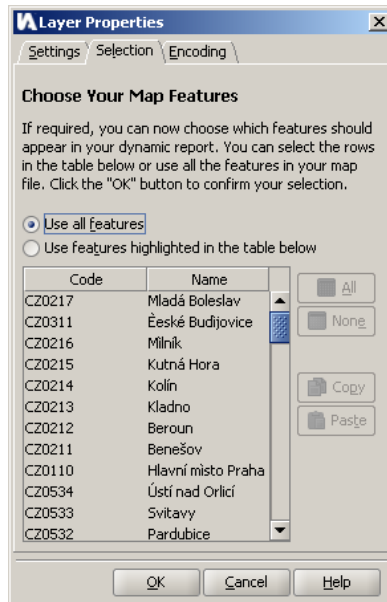 Layer Properties
Settings Selection Encoding
Choose Your Map Features
If required, you can now choose which features should
appear in your dynamic report. You can select the rows
in the table below or use all the features in your map
file. Click the "OK" button to confirm your selection.
Use all features
Use features highlighted in the table below
Code Name
CZ0217 Mladá Boleslav
CZ0311 Èeské Budìjovice
CZ0216 Mìlník
CZ0215 Kutná Hora
CZ0214 Kolín
CZ0213 Kladno
CZ0212 Beroun
CZ0211 Benešov
CZ0110 Hlavní mìsto Praha
CZ0534 Ústí nad Orlicí
CZ0533 Svitavy
CZ0532 Pardubice
All
None
Copy
Paste
OK Cancel Help